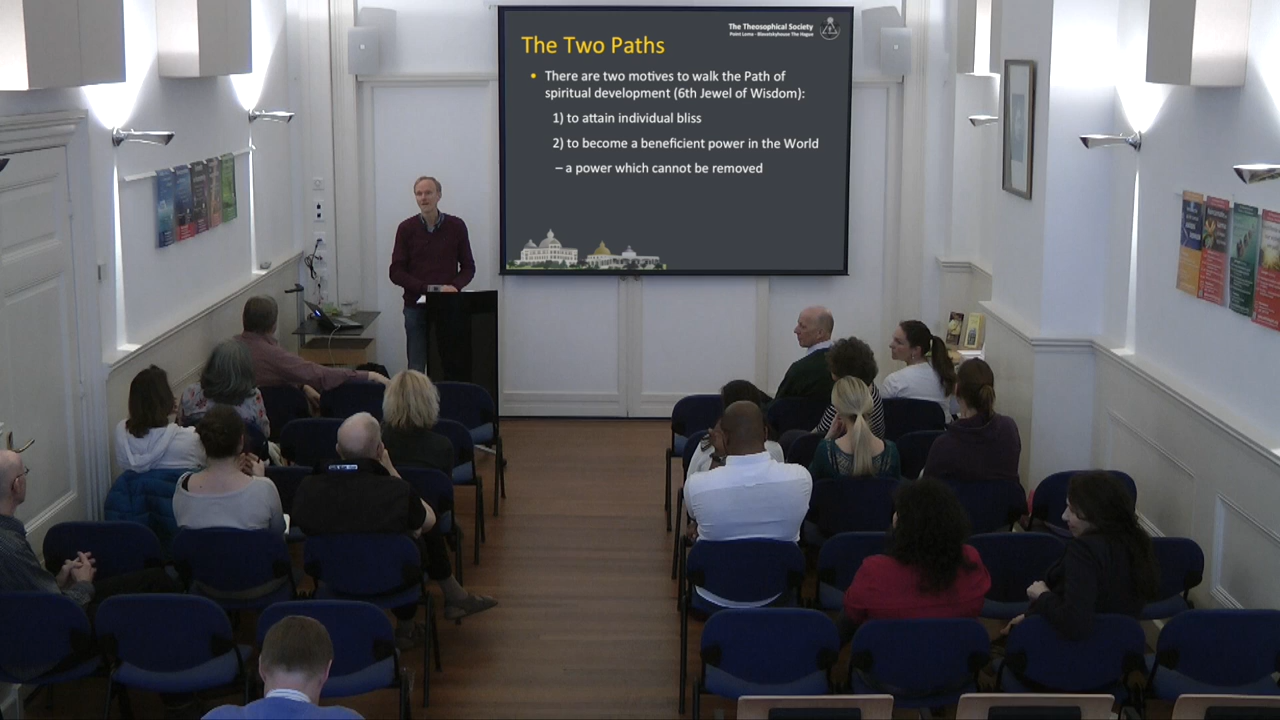 The Theosophical Society
Point Loma - Blavatskyhouse The Hague
The Two Paths
• There are two motives to walk the Path of
spiritual development (6th Jewel of Wisdom):
1) to attain individual bliss
2) to become a beneficient power in the World
– a power which cannot be removed